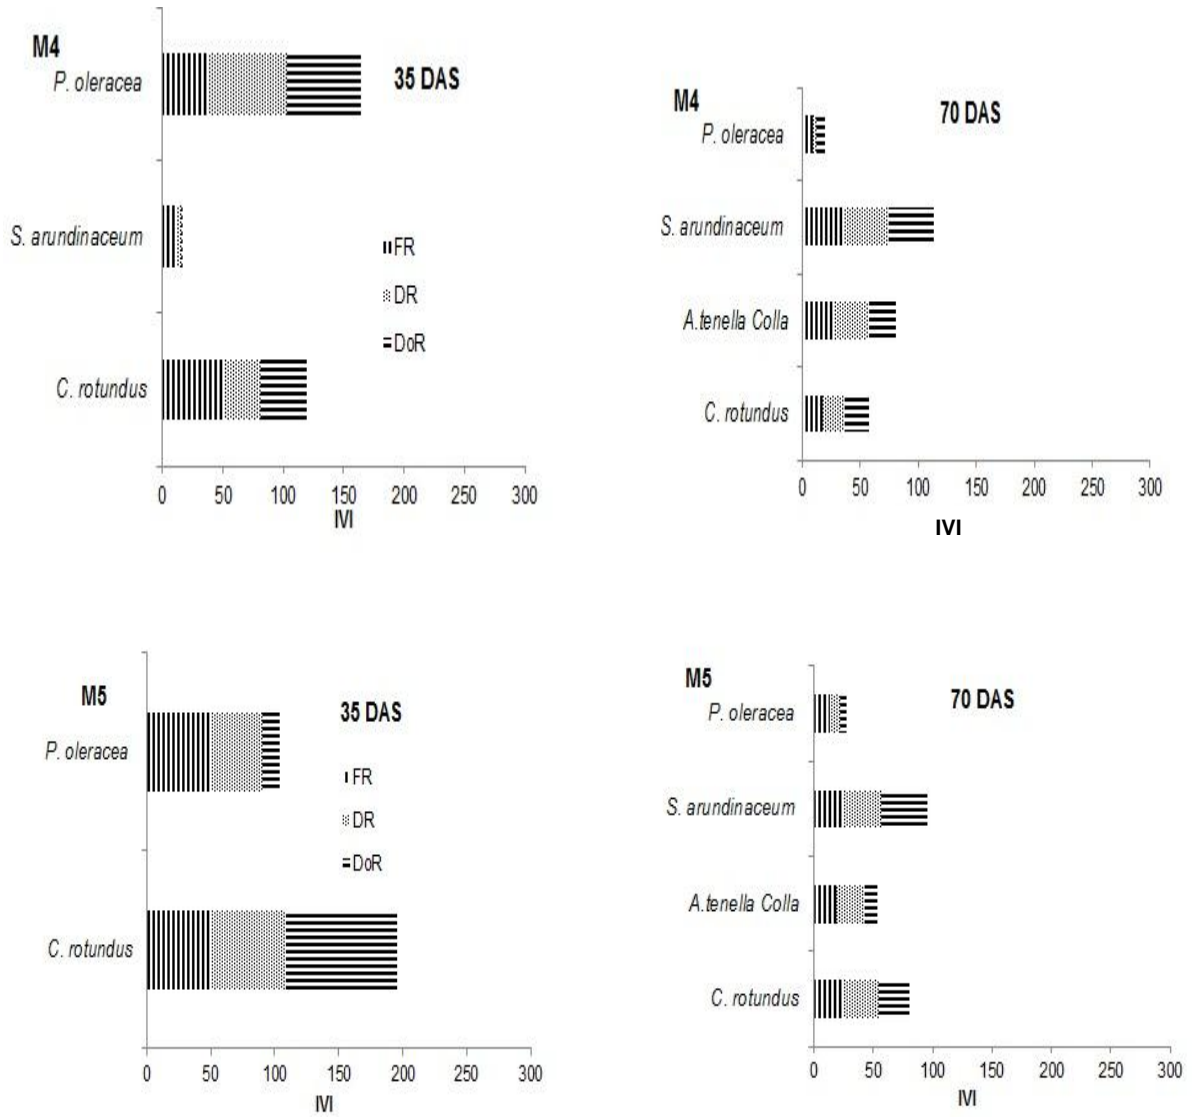 M4
P. oleracea
35 DAS
S. arundinaceum
FR
DR
DoR
C. rotundus
0 50 100 150 200 250 300
IVI
M4
70 DAS
P. oleracea
S. arundinaceum
A.tenella Colla
C. rotundus
0 50 100 150 200 250 300
IVI
M5
35 DAS
P. oleracea
FR
DR
DoR
C. rotundus
0 50 100 150 200 250 300
IVI
M5
70 DAS
P. oleracea
S. arundinaceum
A.tenella Colla
C. rotundus
0 50 100 150 200 250 300
IVI